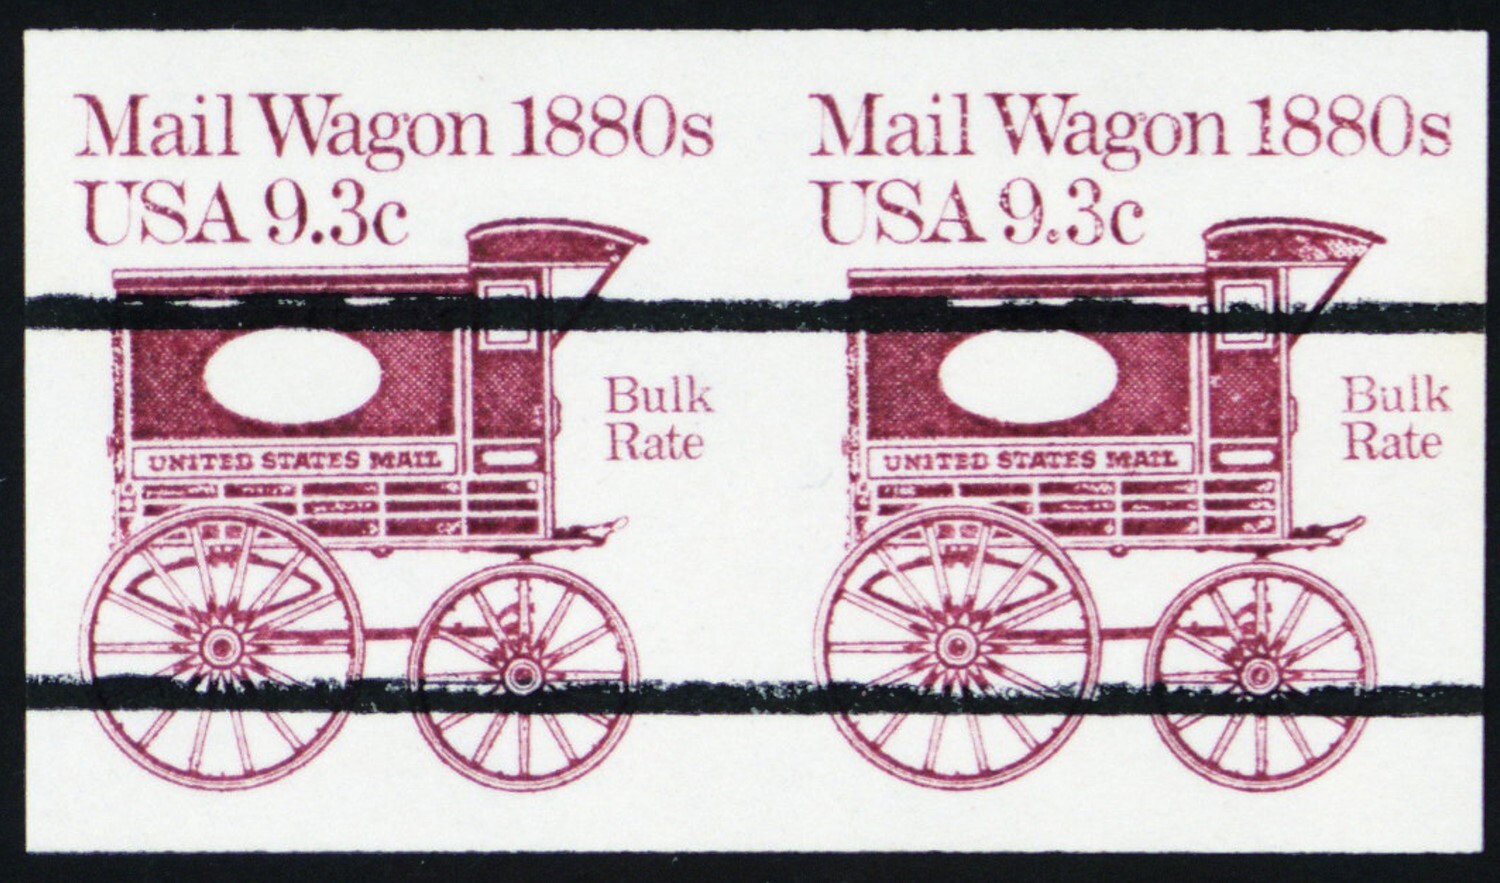 Mail Wagon 1880s
USA 9.3c
Bulk
Rate
UNITED STATES MAIL
Mail Wagon 1880s
USA 9.3c
Bulk
Rate
UNITED STATES MAIL